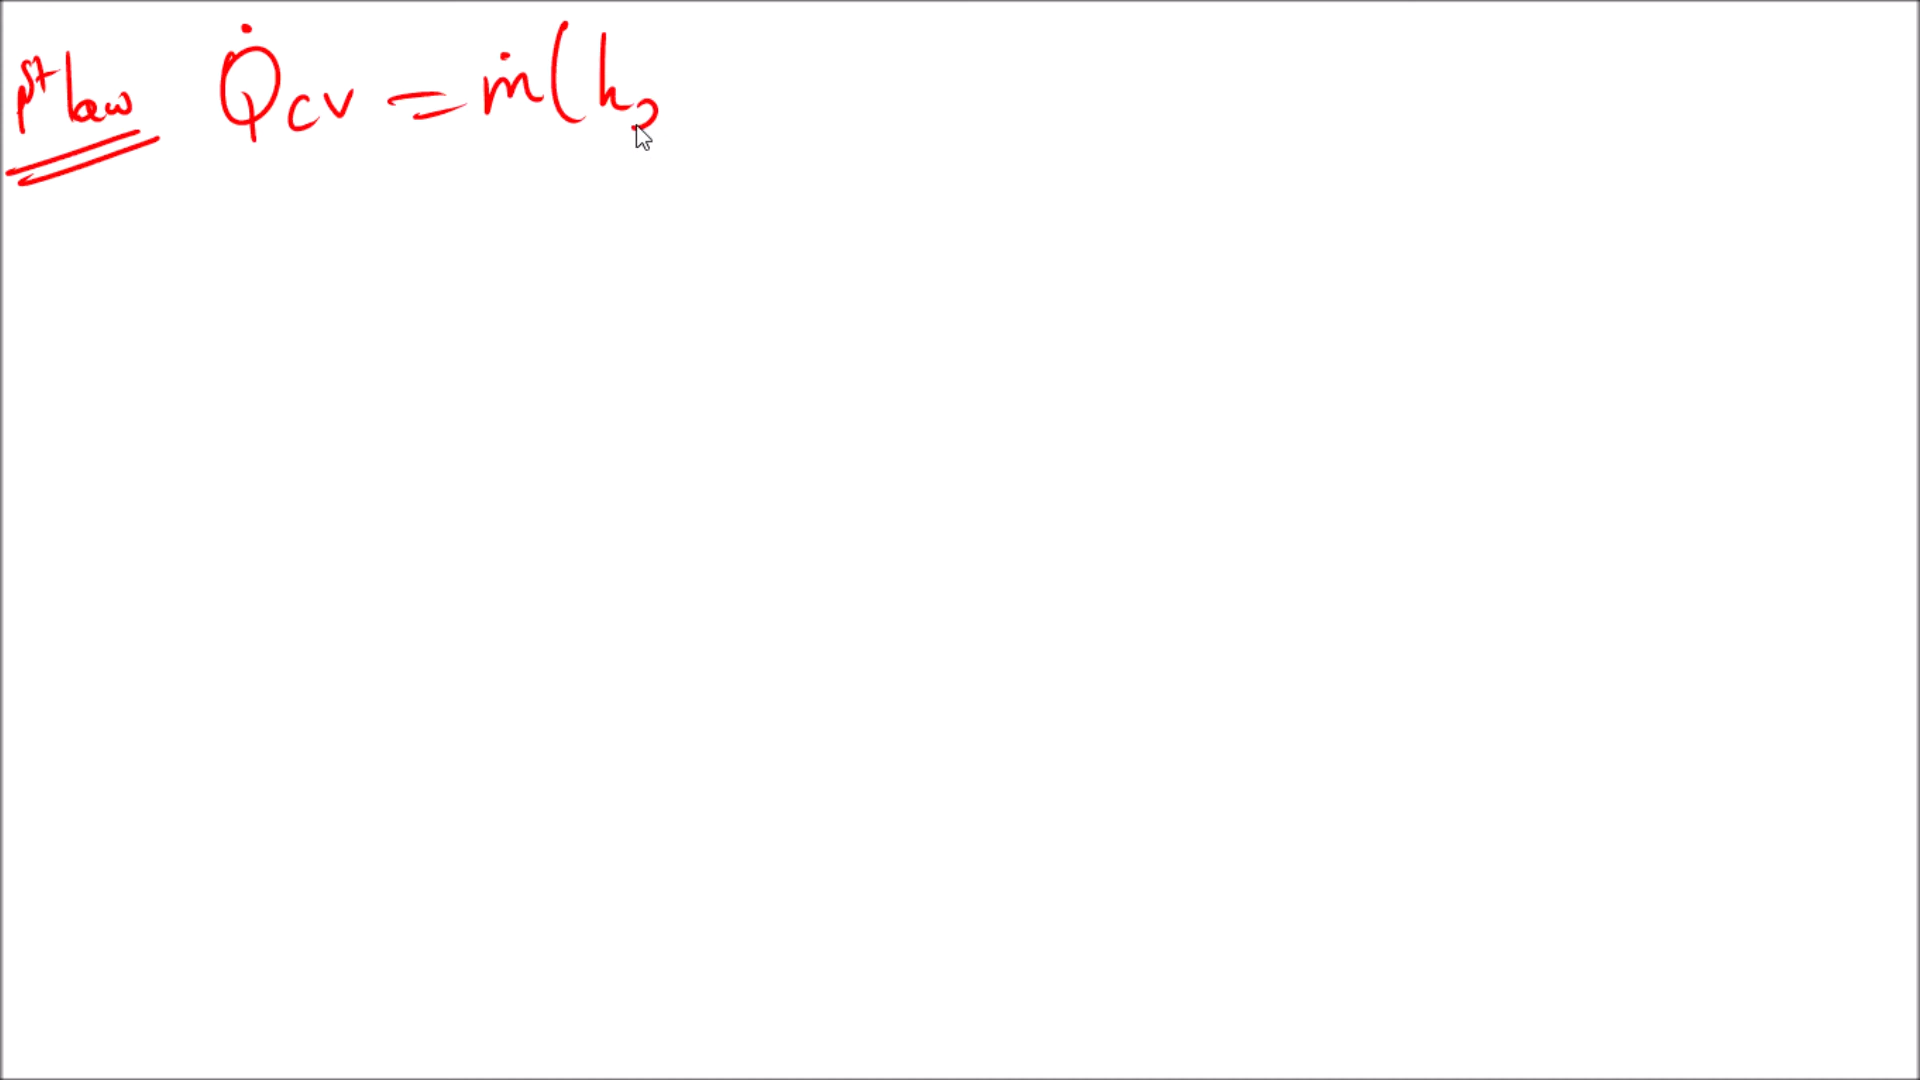 1st law Q̇cv = ṁ(h₂